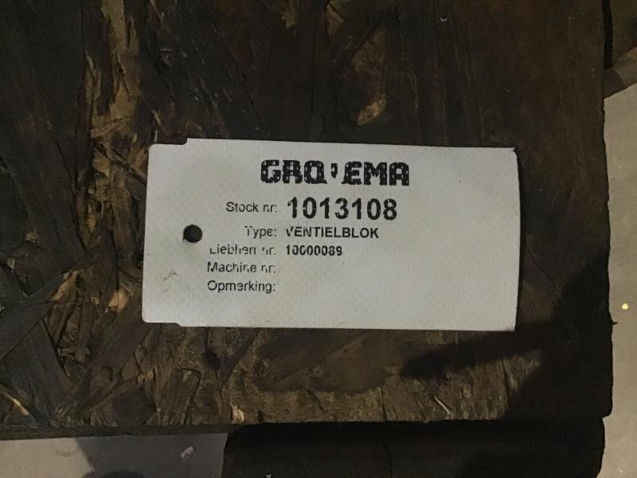 GRO'EMA
Stock nr: 1013108
Type: VENTIELBLOK
Liebherr nr: 10000089
Machine nr:
Opmerking: